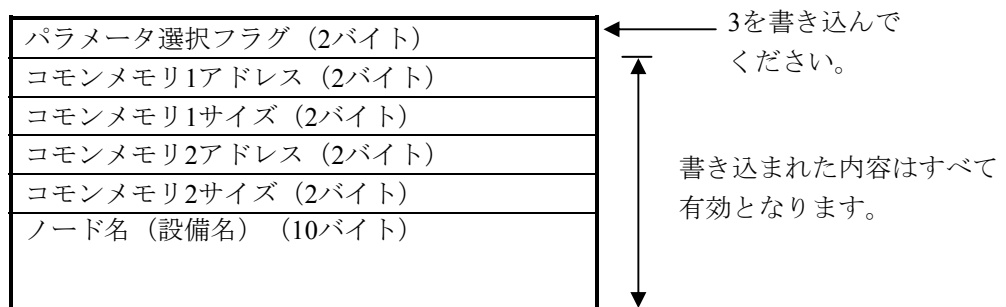 パラメータ選択フラグ（2バイト）
コモンメモリ1アドレス（2バイト）
コモンメモリ1サイズ（2バイト）
コモンメモリ2アドレス（2バイト）
コモンメモリ2サイズ（2バイト）
ノード名（設備名）（10バイト）
3を書き込んで
ください。
書き込まれた内容はすべて
有効となります。